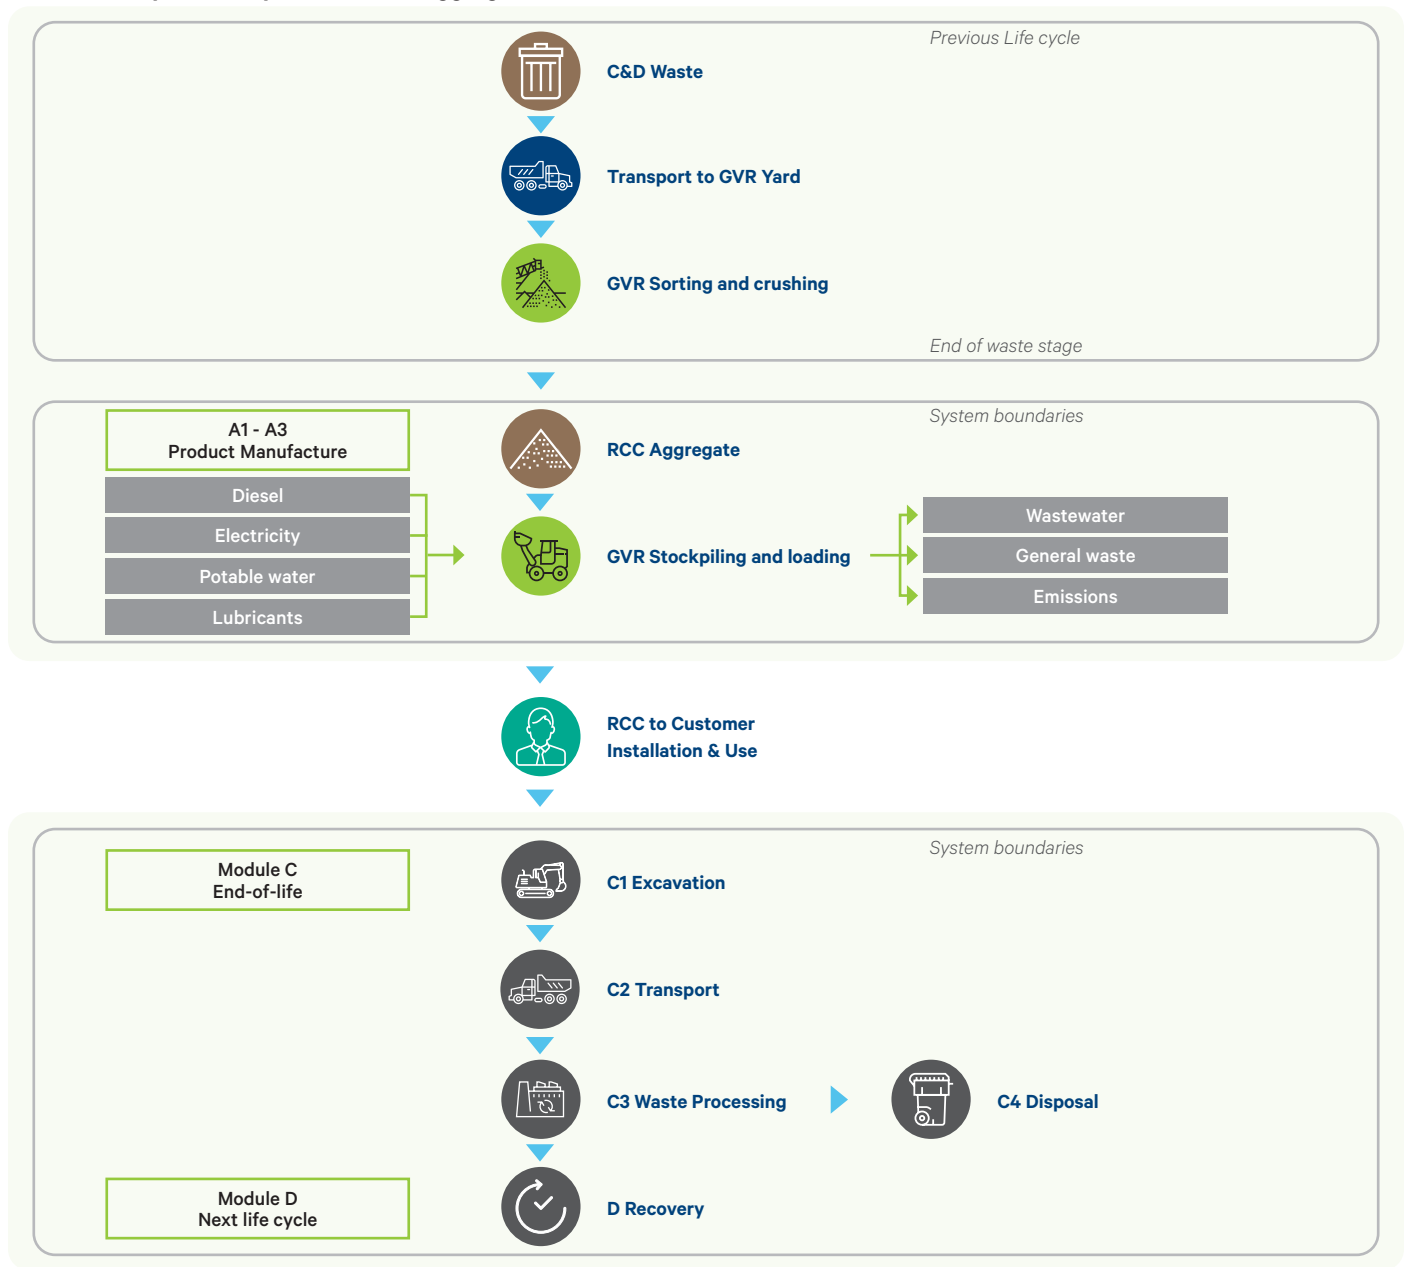 Previous Life cycle
C&D Waste
Transport to GVR Yard
GVR Sorting and crushing
End of waste stage
System boundaries
A1 - A3
Product Manufacture
RCC Aggregate
Diesel
Electricity
Potable water
Lubricants
GVR Stockpiling and loading
Wastewater
General waste
Emissions
RCC to Customer
Installation & Use
System boundaries
Module C
End-of-life
C1 Excavation
C2 Transport
C3 Waste Processing
C4 Disposal
Module D
Next life cycle
D Recovery